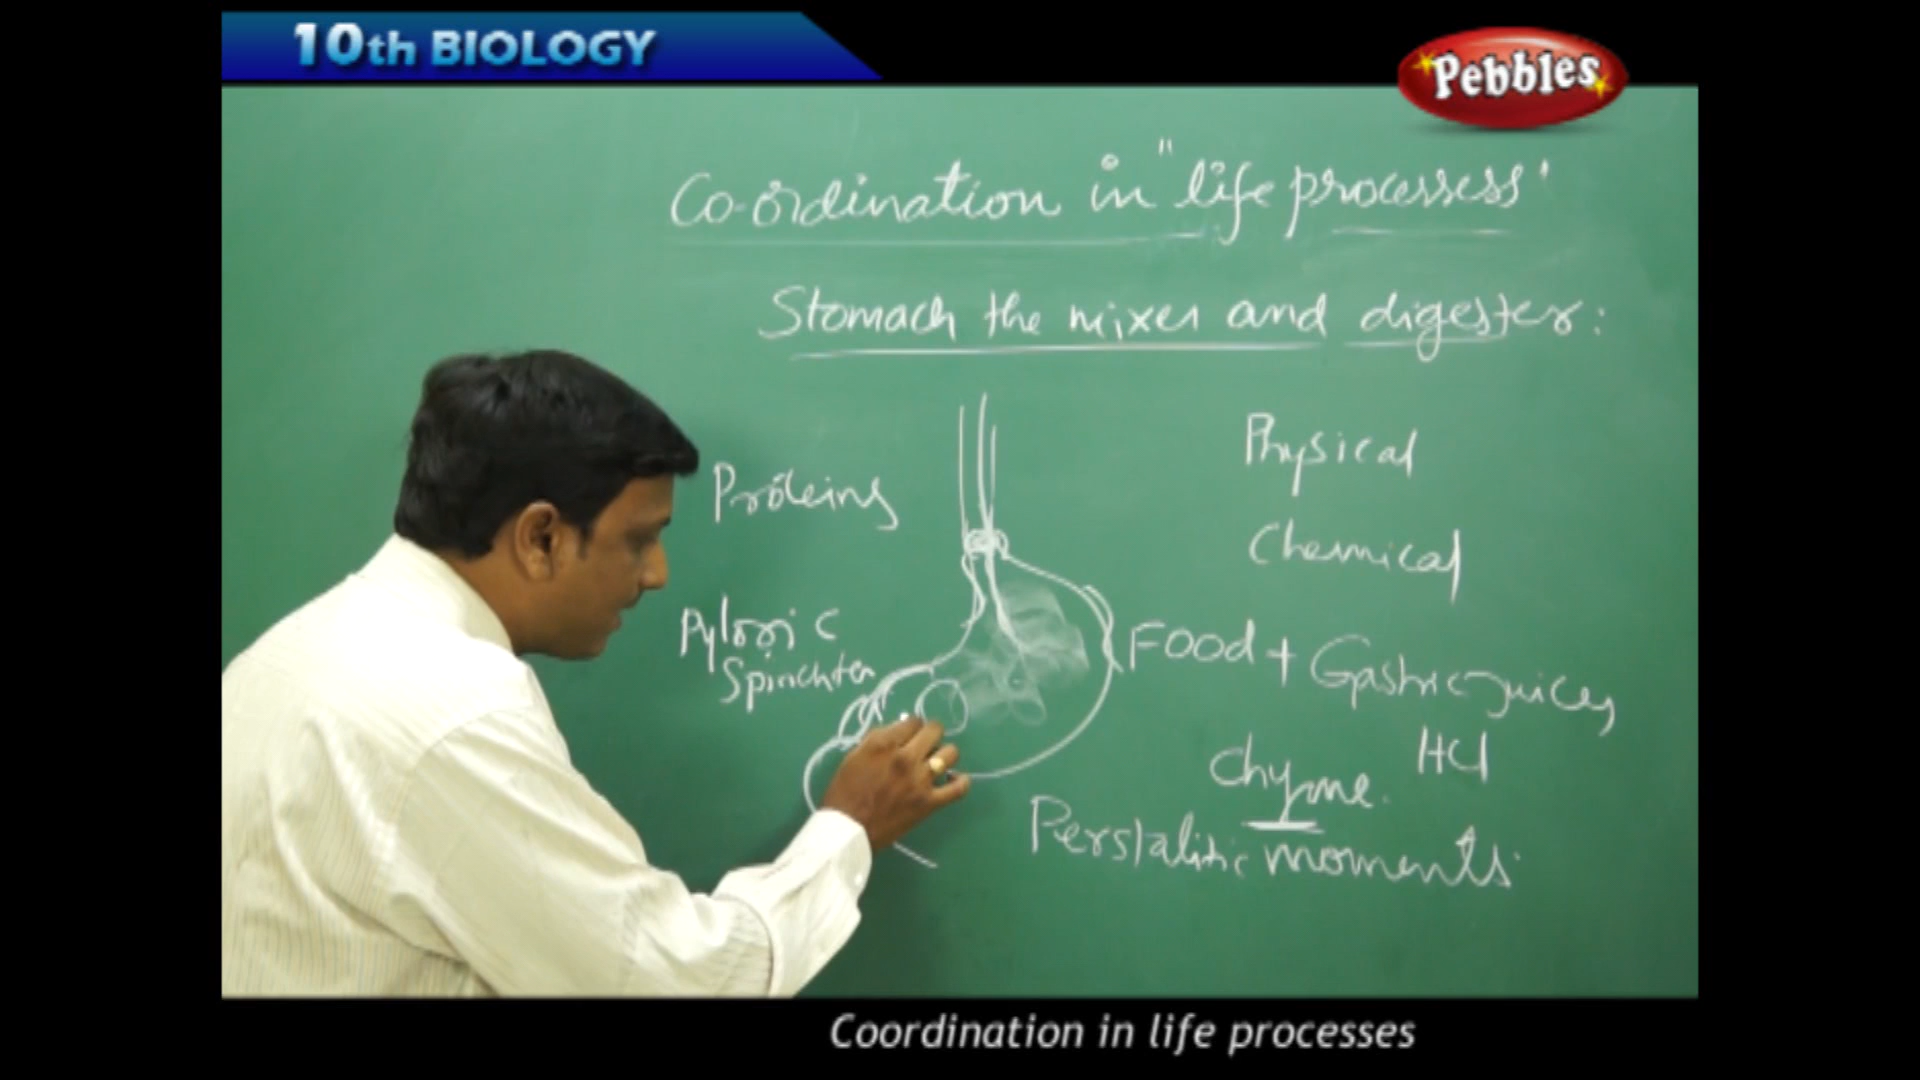 10th BIOLOGY
Pebbles
Co-ordination in "life processess"
Stomach the mixer and digester:
Physical
Proteins
Chemical
Pyloric
Spinchter
Food + Gastric Juices
HCl
Chyme.
Perstalitic moments
Coordination in life processes